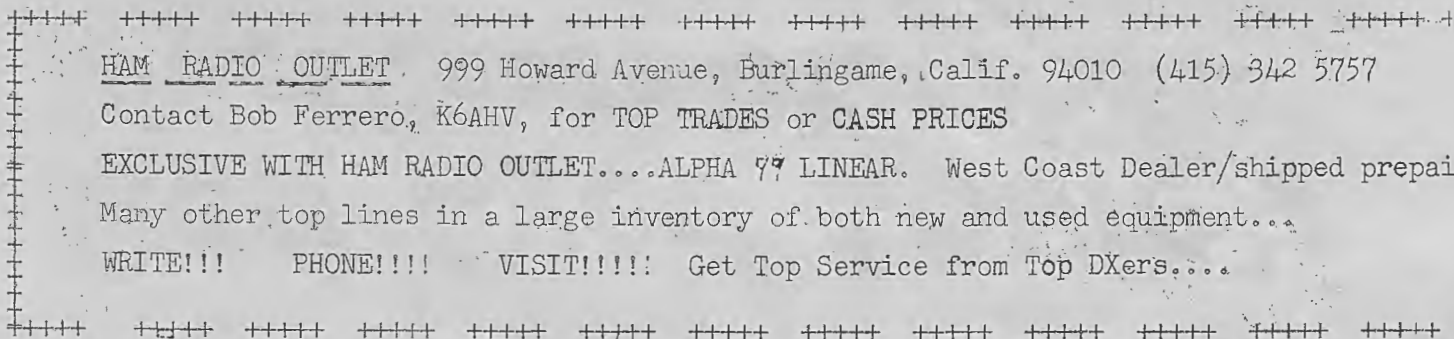 +++++ +++++ +++++ +++++ +++++ +++++ +++++ +++++ +++++ +++++ +++++ +++++ +++++
HAM RADIO OUTLET. 999 Howard Avenue, Burlingame, Calif. 94010 (415) 342 5757
Contact Bob Ferrero, K6AHV, for TOP TRADES or CASH PRICES
EXCLUSIVE WITH HAM RADIO OUTLET....ALPHA 77 LINEAR. West Coast Dealer/shipped prepai
Many other top lines in a large inventory of both new and used equipment...
WRITE!!! PHONE!!!! VISIT!!!!! Get Top Service from Top DXers....
+++++ +++++ +++++ +++++ +++++ +++++ +++++ +++++ +++++ +++++ +++++ +++++ +++++